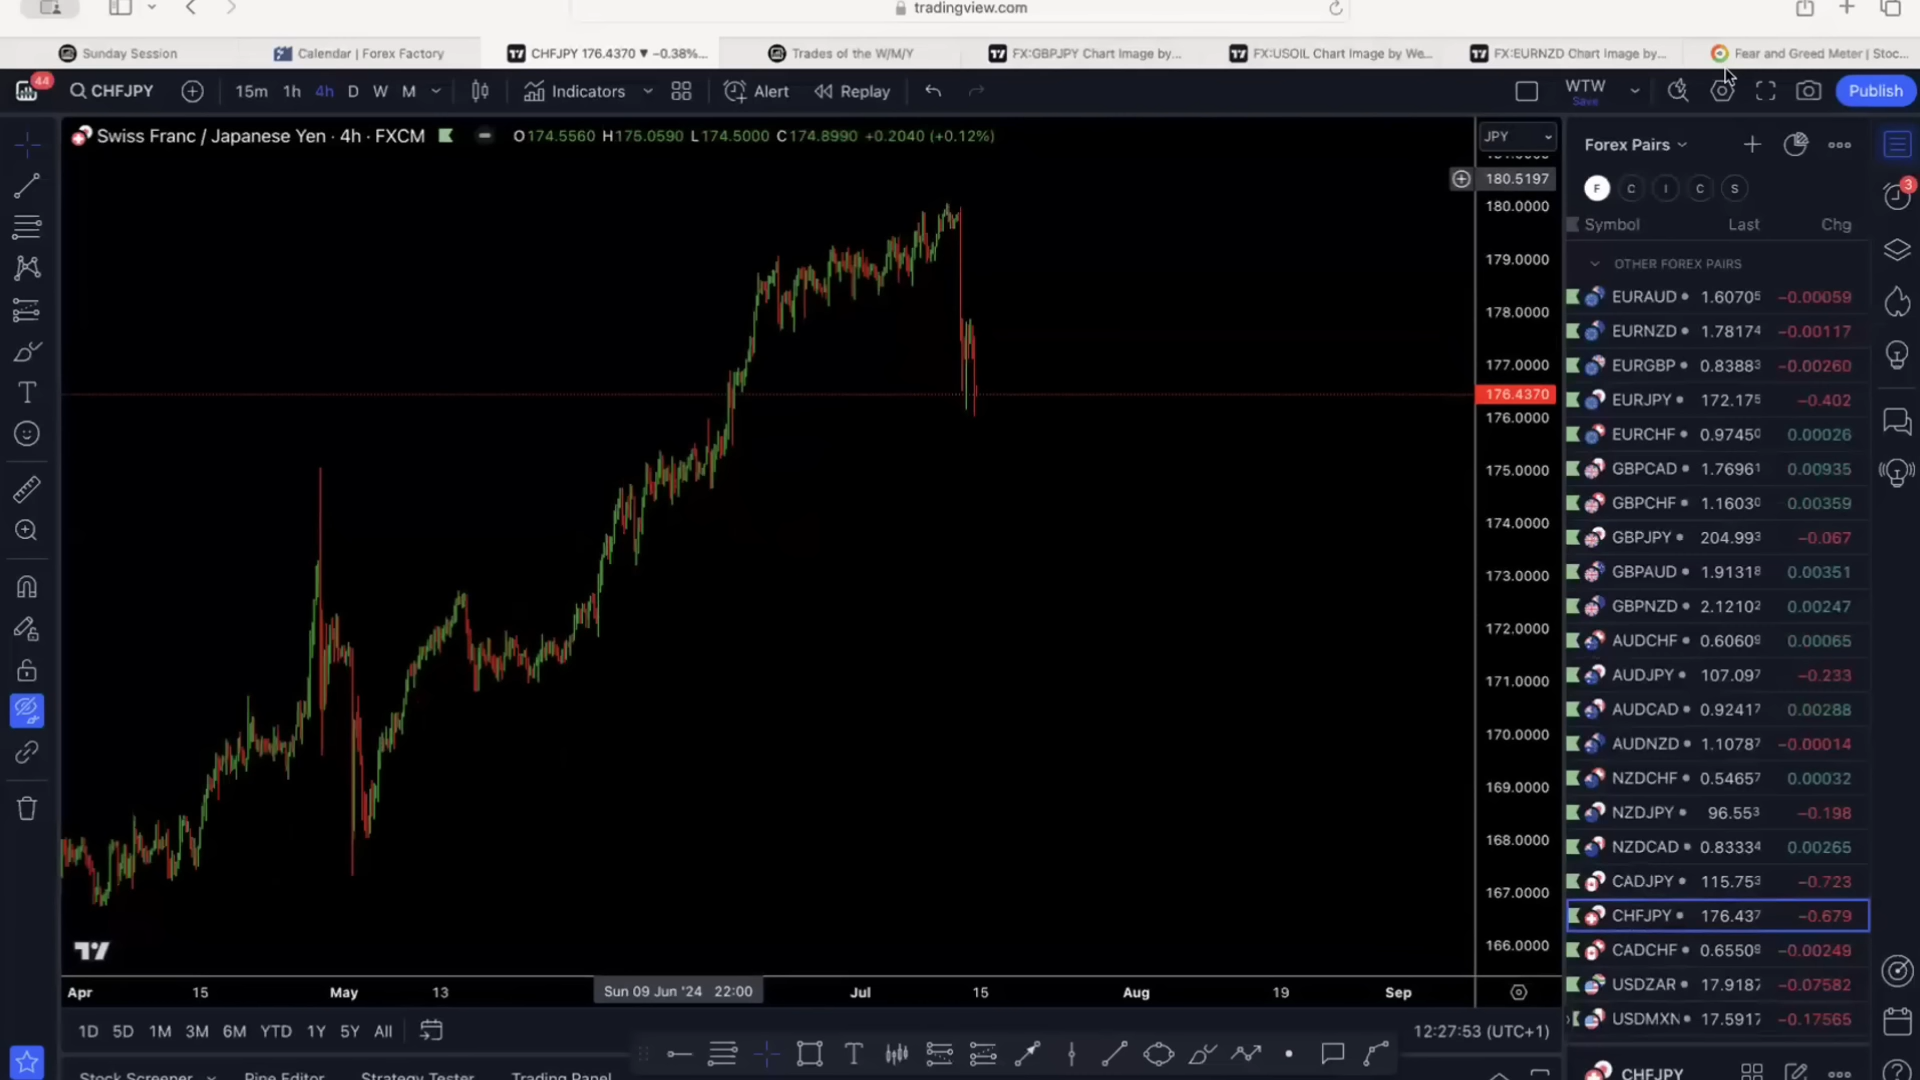 tradingview.com
Sunday Session
Calendar | Forex Factory
CHFJPY 176.4370 ▼ −0.38%...
Trades of the W/M/Y
FX:GBPJPY Chart Image by...
FX:USOIL Chart Image by We...
FX:EURNZD Chart Image by...
Fear and Greed Meter | Stoc...
44
CHFJPY
15m 1h 4h D W M
Indicators
Alert
Replay
WTW
Save
Publish
Swiss Franc / Japanese Yen · 4h · FXCM
O174.5560 H175.0590 L174.5000 C174.8990 +0.2040 (+0.12%)
JPY
180.5197
180.0000
179.0000
178.0000
177.0000
176.4370
176.0000
175.0000
174.0000
173.0000
172.0000
171.0000
170.0000
169.0000
168.0000
167.0000
166.0000
Apr 15 May 13 Sun 09 Jun '24 22:00 Jul 15 Aug 19 Sep
1D 5D 1M 3M 6M YTD 1Y 5Y All
12:27:53 (UTC+1)
Stock Screener
Pine Editor
Strategy Tester
Trading Panel
Forex Pairs
3
F C I C S
Symbol Last Chg
OTHER FOREX PAIRS
EURAUD 1.60705 −0.00059
EURNZD 1.78174 −0.00117
EURGBP 0.83883 −0.00260
EURJPY 172.175 −0.402
EURCHF 0.97450 0.00026
GBPCAD 1.76961 0.00935
GBPCHF 1.16030 0.00359
GBPJPY 204.993 −0.067
GBPAUD 1.91318 0.00351
GBPNZD 2.12102 0.00247
AUDCHF 0.60609 0.00065
AUDJPY 107.097 −0.233
AUDCAD 0.92417 0.00288
AUDNZD 1.10787 −0.00014
NZDCHF 0.54657 0.00032
NZDJPY 96.553 −0.198
NZDCAD 0.83334 0.00265
CADJPY 115.753 −0.723
CHFJPY 176.437 −0.679
CADCHF 0.65509 −0.00249
USDZAR 17.9187 −0.07582
USDMXN 17.5917 −0.17565
CHFJPY